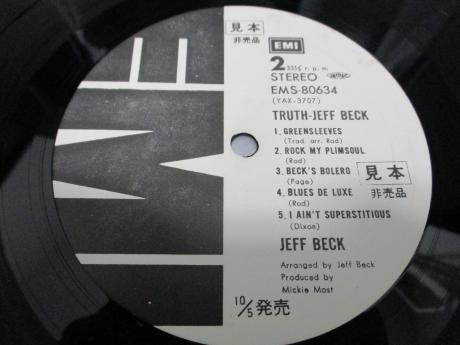 見本
非売品
EMI
2 33⅓ r.p.m.
STEREO
EMS-80634
(YAX-3707)
TRUTH-JEFF BECK
1. GREENSLEEVES
(Trad. arr. Rod)
2. ROCK MY PLIMSOUL
(Rod)
3. BECK'S BOLERO
(Page)
見本
4. BLUES DE LUXE
(Rod)
非売品
5. I AIN'T SUPERSTITIOUS
(Dixon)
JEFF BECK
Arranged by Jeff Beck
Produced by
Mickie Most
10/5発売
EMI